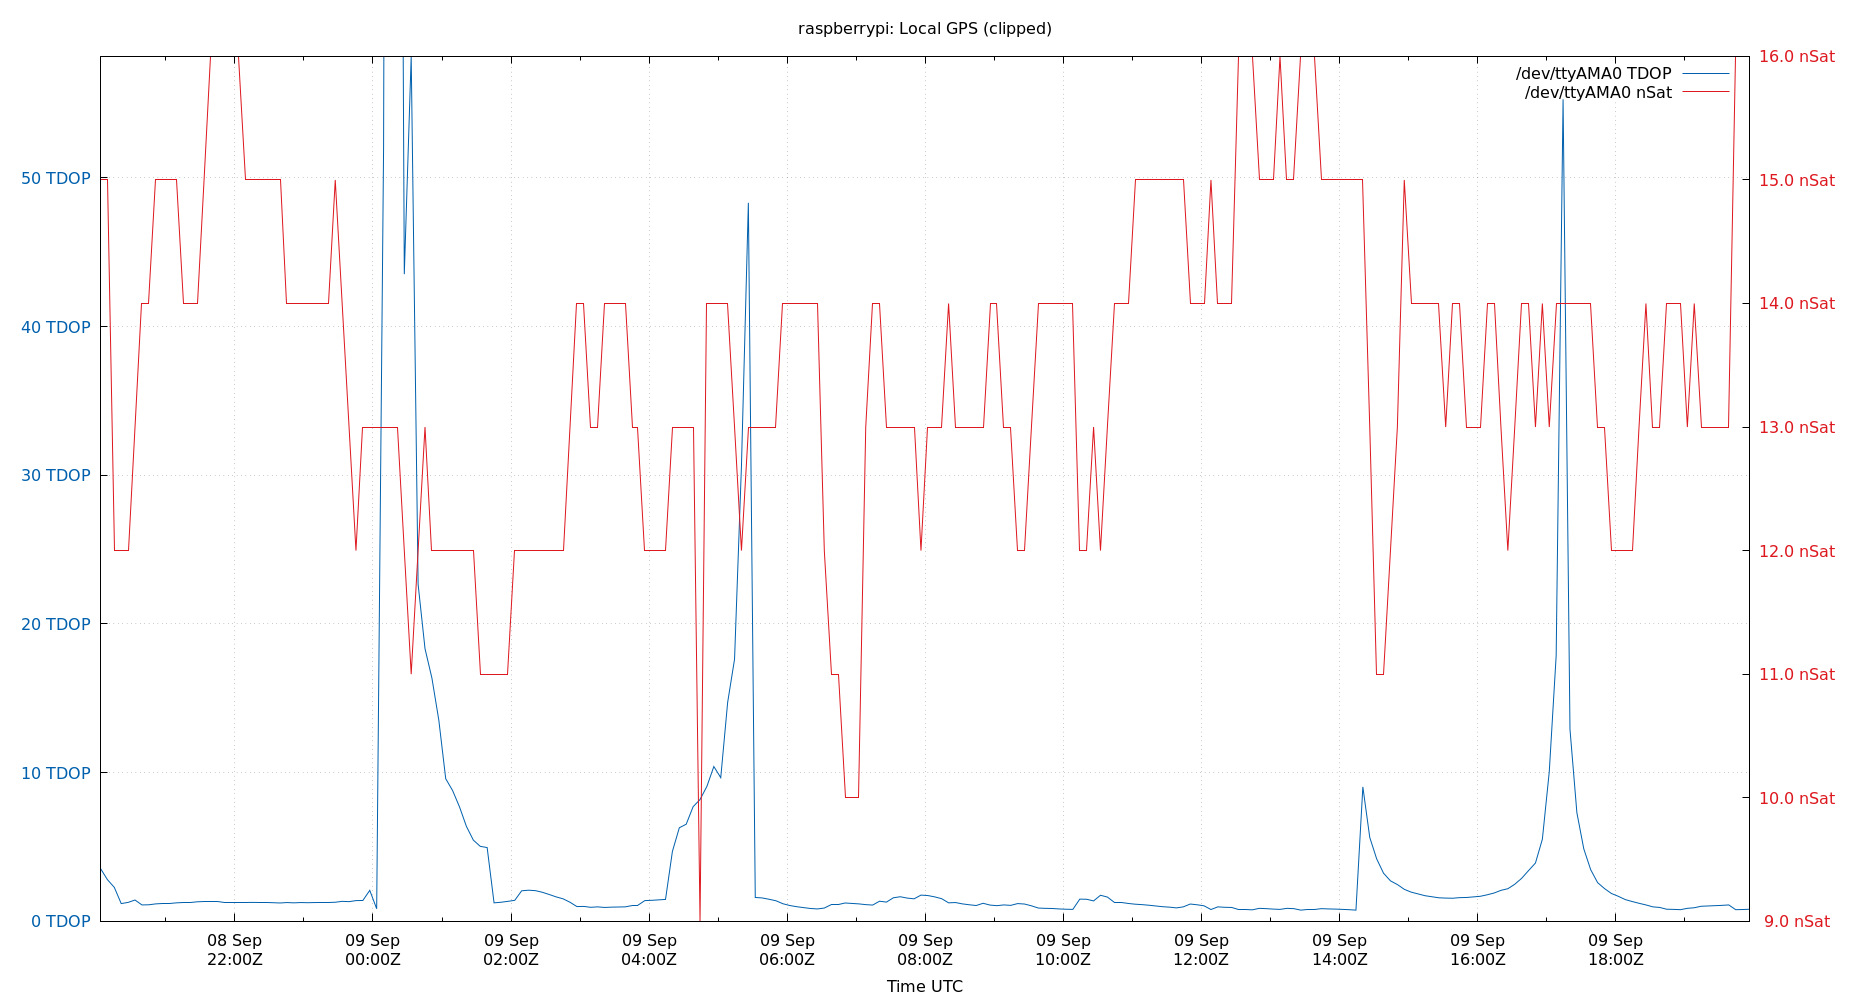 raspberrypi: Local GPS (clipped)
/dev/ttyAMA0 TDOP
/dev/ttyAMA0 nSat
50 TDOP
40 TDOP
30 TDOP
20 TDOP
10 TDOP
0 TDOP
16.0 nSat
15.0 nSat
14.0 nSat
13.0 nSat
12.0 nSat
11.0 nSat
10.0 nSat
9.0 nSat
08 Sep
22:00Z
09 Sep
00:00Z
09 Sep
02:00Z
09 Sep
04:00Z
09 Sep
06:00Z
09 Sep
08:00Z
09 Sep
10:00Z
09 Sep
12:00Z
09 Sep
14:00Z
09 Sep
16:00Z
09 Sep
18:00Z
Time UTC